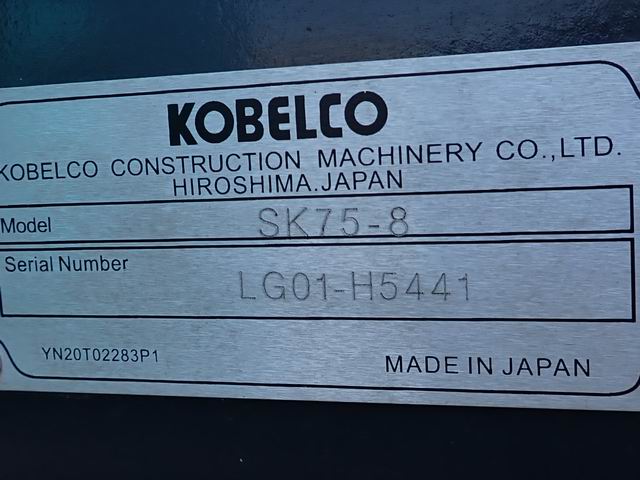 KOBELCO
KOBELCO CONSTRUCTION MACHINERY CO.,LTD.
HIROSHIMA.JAPAN
Model SK75-8
Serial Number
LG01-H5441
YN20T02283P1
MADE IN JAPAN